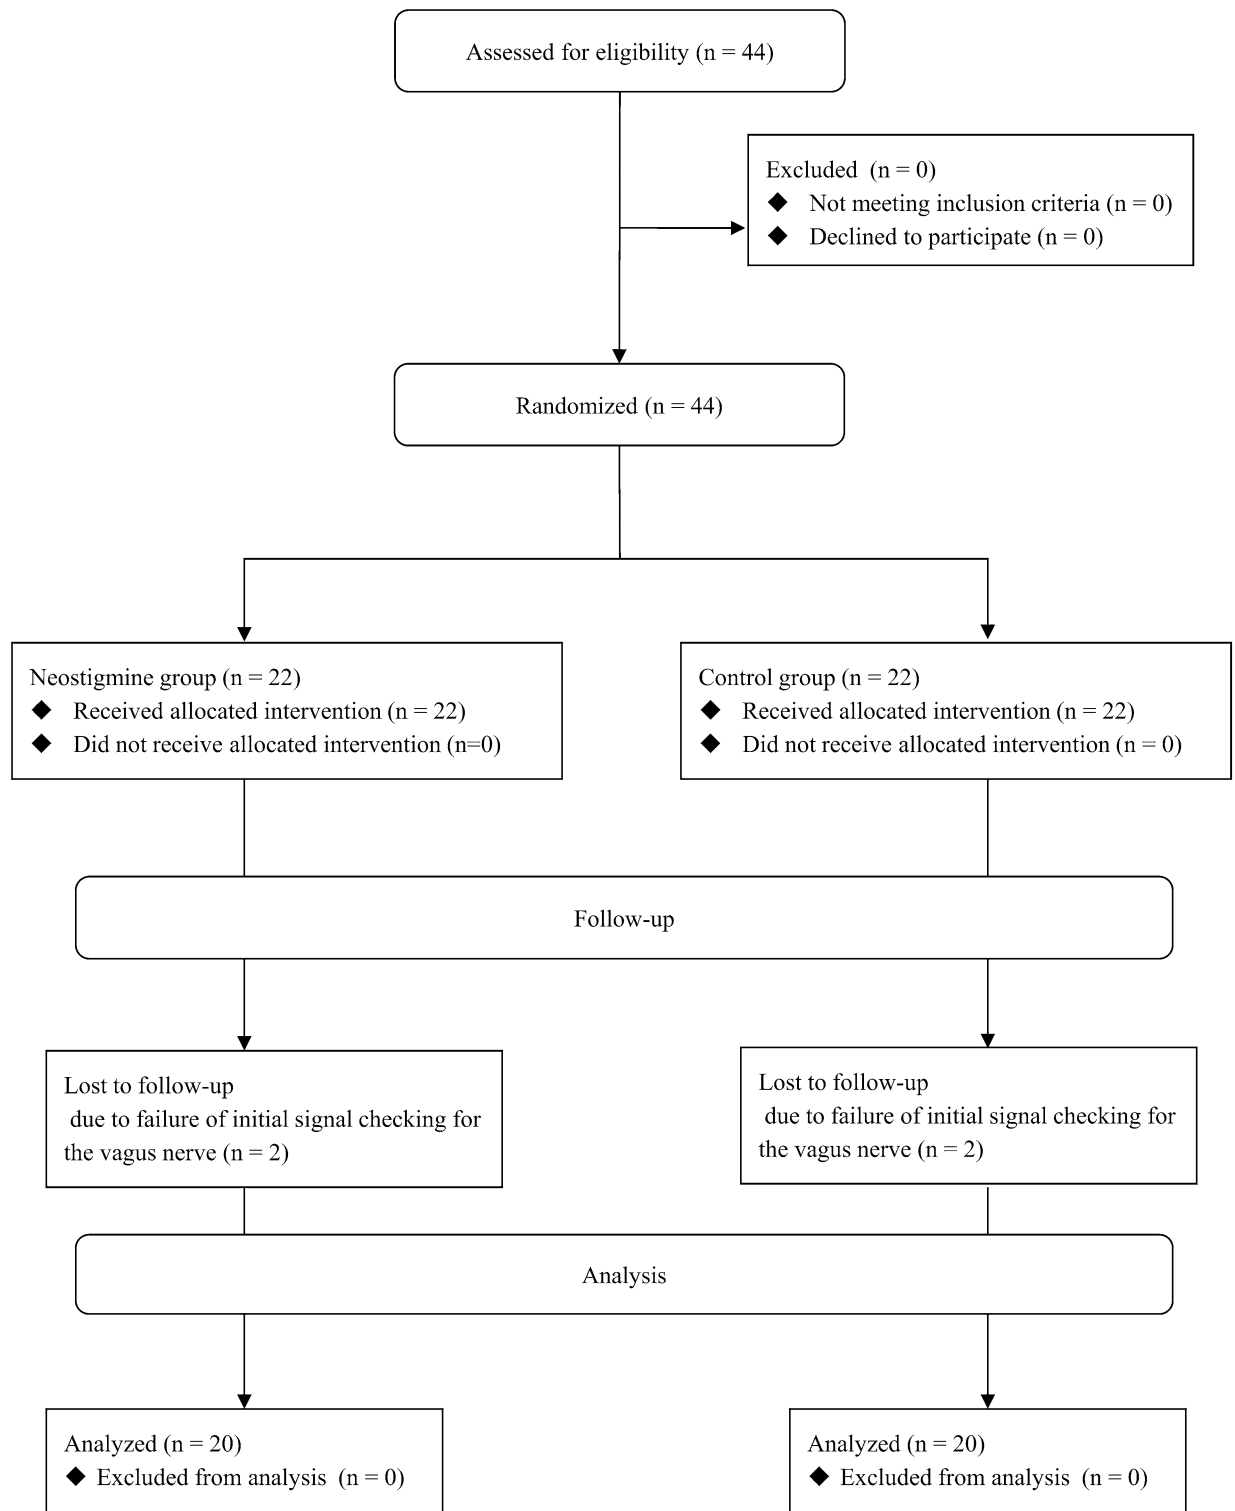 Assessed for eligibility (n = 44)
Excluded (n = 0)
◆ Not meeting inclusion criteria (n = 0)
◆ Declined to participate (n = 0)
Randomized (n = 44)
Neostigmine group (n = 22)
◆ Received allocated intervention (n = 22)
◆ Did not receive allocated intervention (n=0)
Control group (n = 22)
◆ Received allocated intervention (n = 22)
◆ Did not receive allocated intervention (n = 0)
Follow-up
Lost to follow-up
due to failure of initial signal checking for
the vagus nerve (n = 2)
Lost to follow-up
due to failure of initial signal checking for
the vagus nerve (n = 2)
Analysis
Analyzed (n = 20)
◆ Excluded from analysis (n = 0)
Analyzed (n = 20)
◆ Excluded from analysis (n = 0)